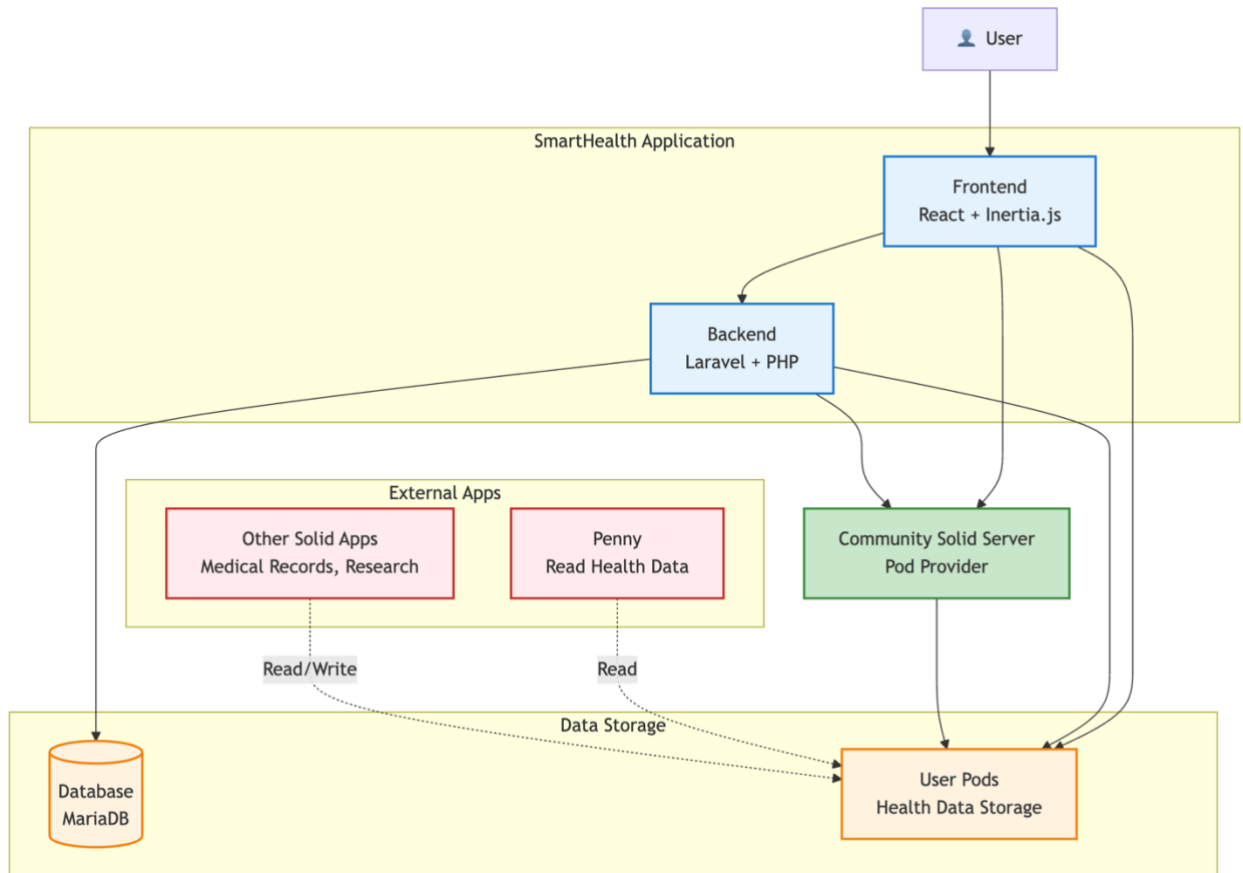 👤 User
SmartHealth Application
Frontend
React + Inertia.js
Backend
Laravel + PHP
External Apps
Other Solid Apps
Medical Records, Research
Penny
Read Health Data
Community Solid Server
Pod Provider
Read/Write
Read
Data Storage
Database
MariaDB
User Pods
Health Data Storage